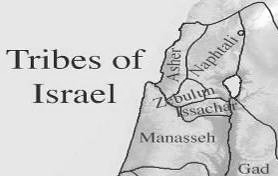 Tribes of
Israel
Asher
Naphtali
Zebulun
Issachar
Manasseh
Gad